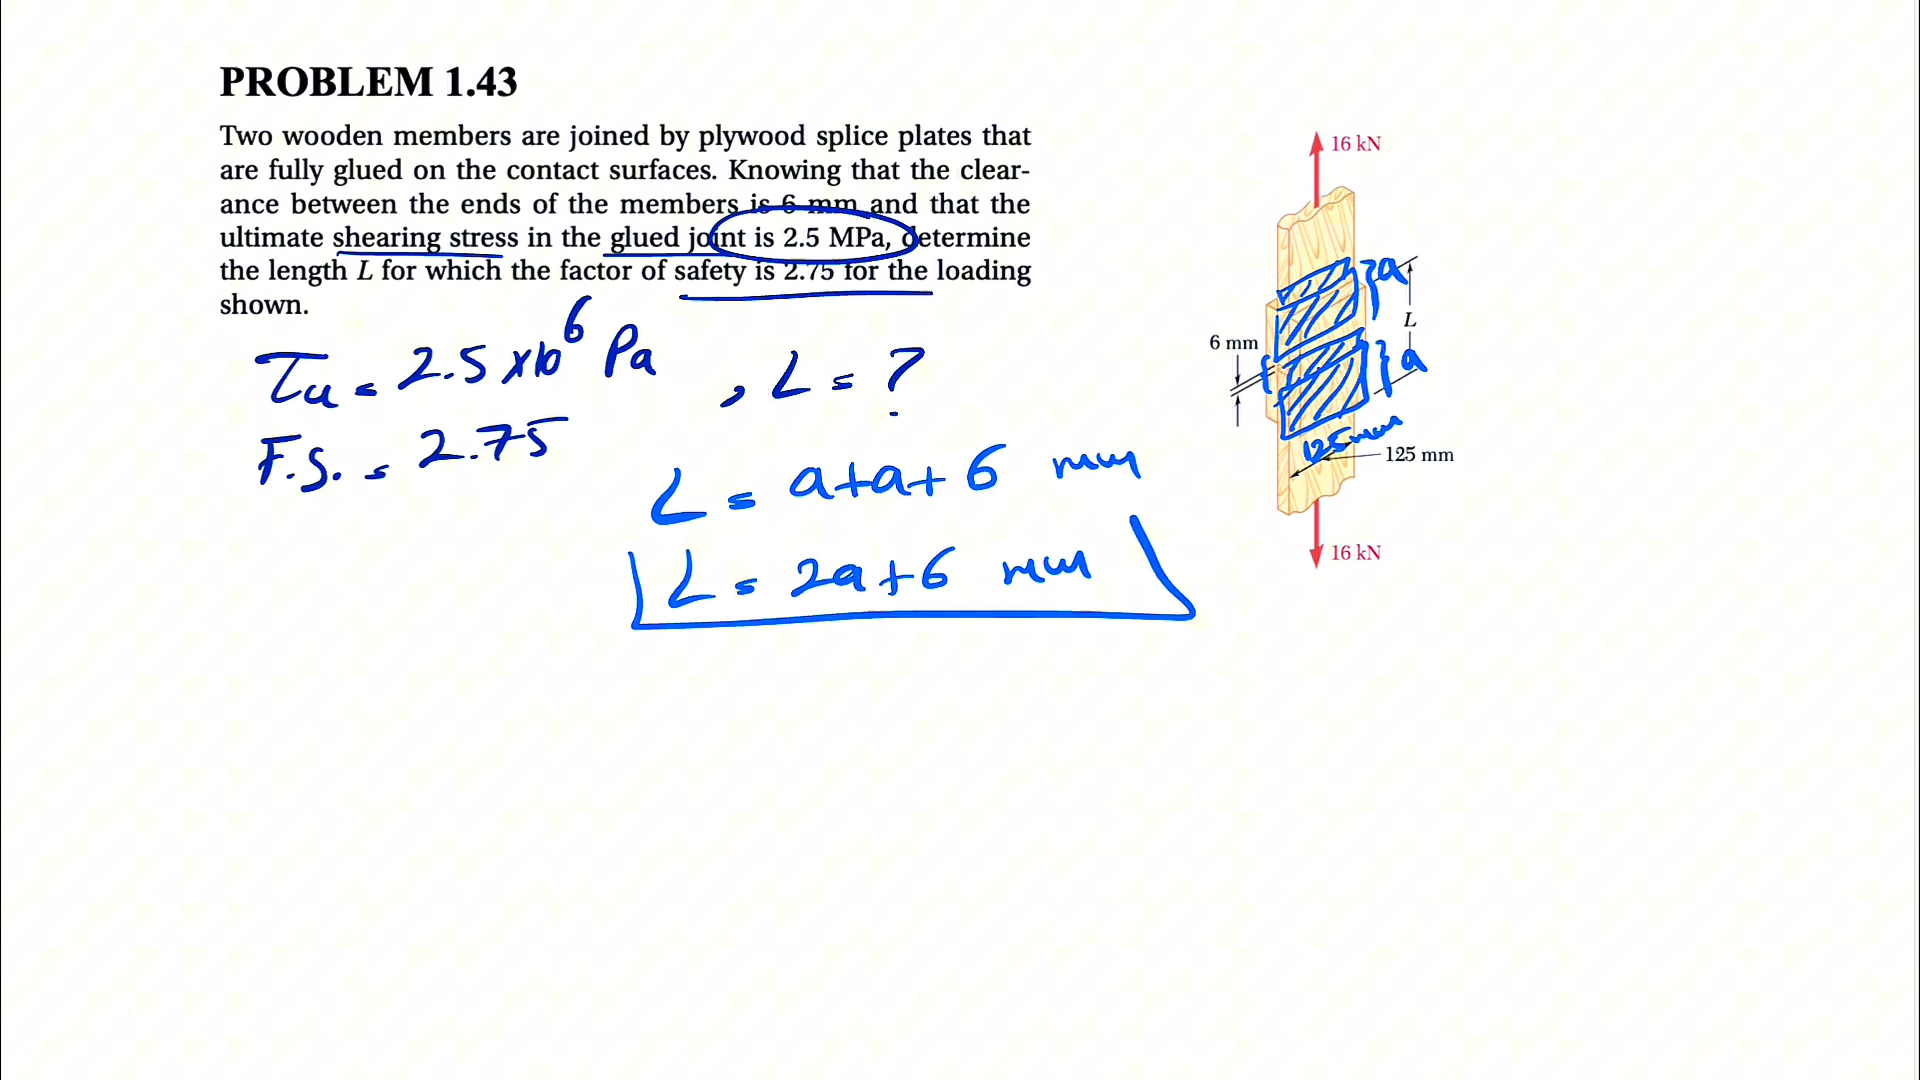 PROBLEM 1.43
Two wooden members are joined by plywood splice plates that
are fully glued on the contact surfaces. Knowing that the clear-
ance between the ends of the members is 6 mm and that the
ultimate shearing stress in the glued joint is 2.5 MPa, determine
the length L for which the factor of safety is 2.75 for the loading
shown.
τu = 2.5 x10^6 Pa , L = ?
F.S. = 2.75
L = a+a+6 mm
L = 2a+6 mm
16 kN
a
L
6 mm
a
125mm
125 mm
16 kN